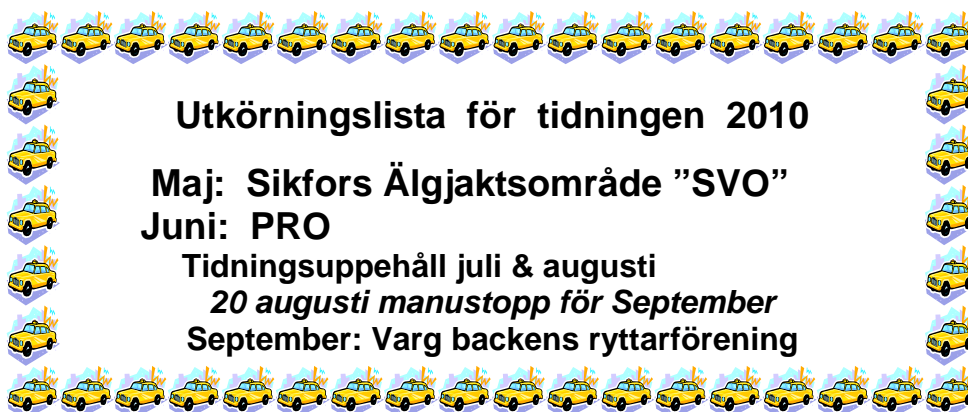 Utkörningslista för tidningen 2010
Maj: Sikfors Älgjaktsområde ”SVO”
Juni: PRO
Tidningsuppehåll juli & augusti
20 augusti manustopp för September
September: Varg backens ryttarförening